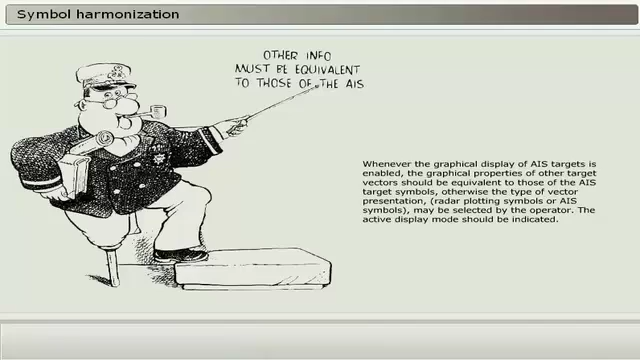 Symbol harmonization
OTHER INFO
MUST BE EQUIVALENT
TO THOSE OF THE AIS
Whenever the graphical display of AIS targets is
enabled, the graphical properties of other target
vectors should be equivalent to those of the AIS
target symbols, otherwise the type of vector
presentation, (radar plotting symbols or AIS
symbols), may be selected by the operator. The
active display mode should be indicated.